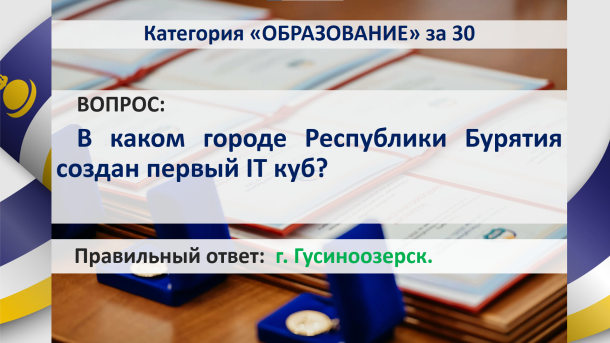 Категория «ОБРАЗОВАНИЕ» за 30
ВОПРОС:
В каком городе Республики Бурятия
создан первый IT куб?
Правильный ответ: г. Гусиноозерск.